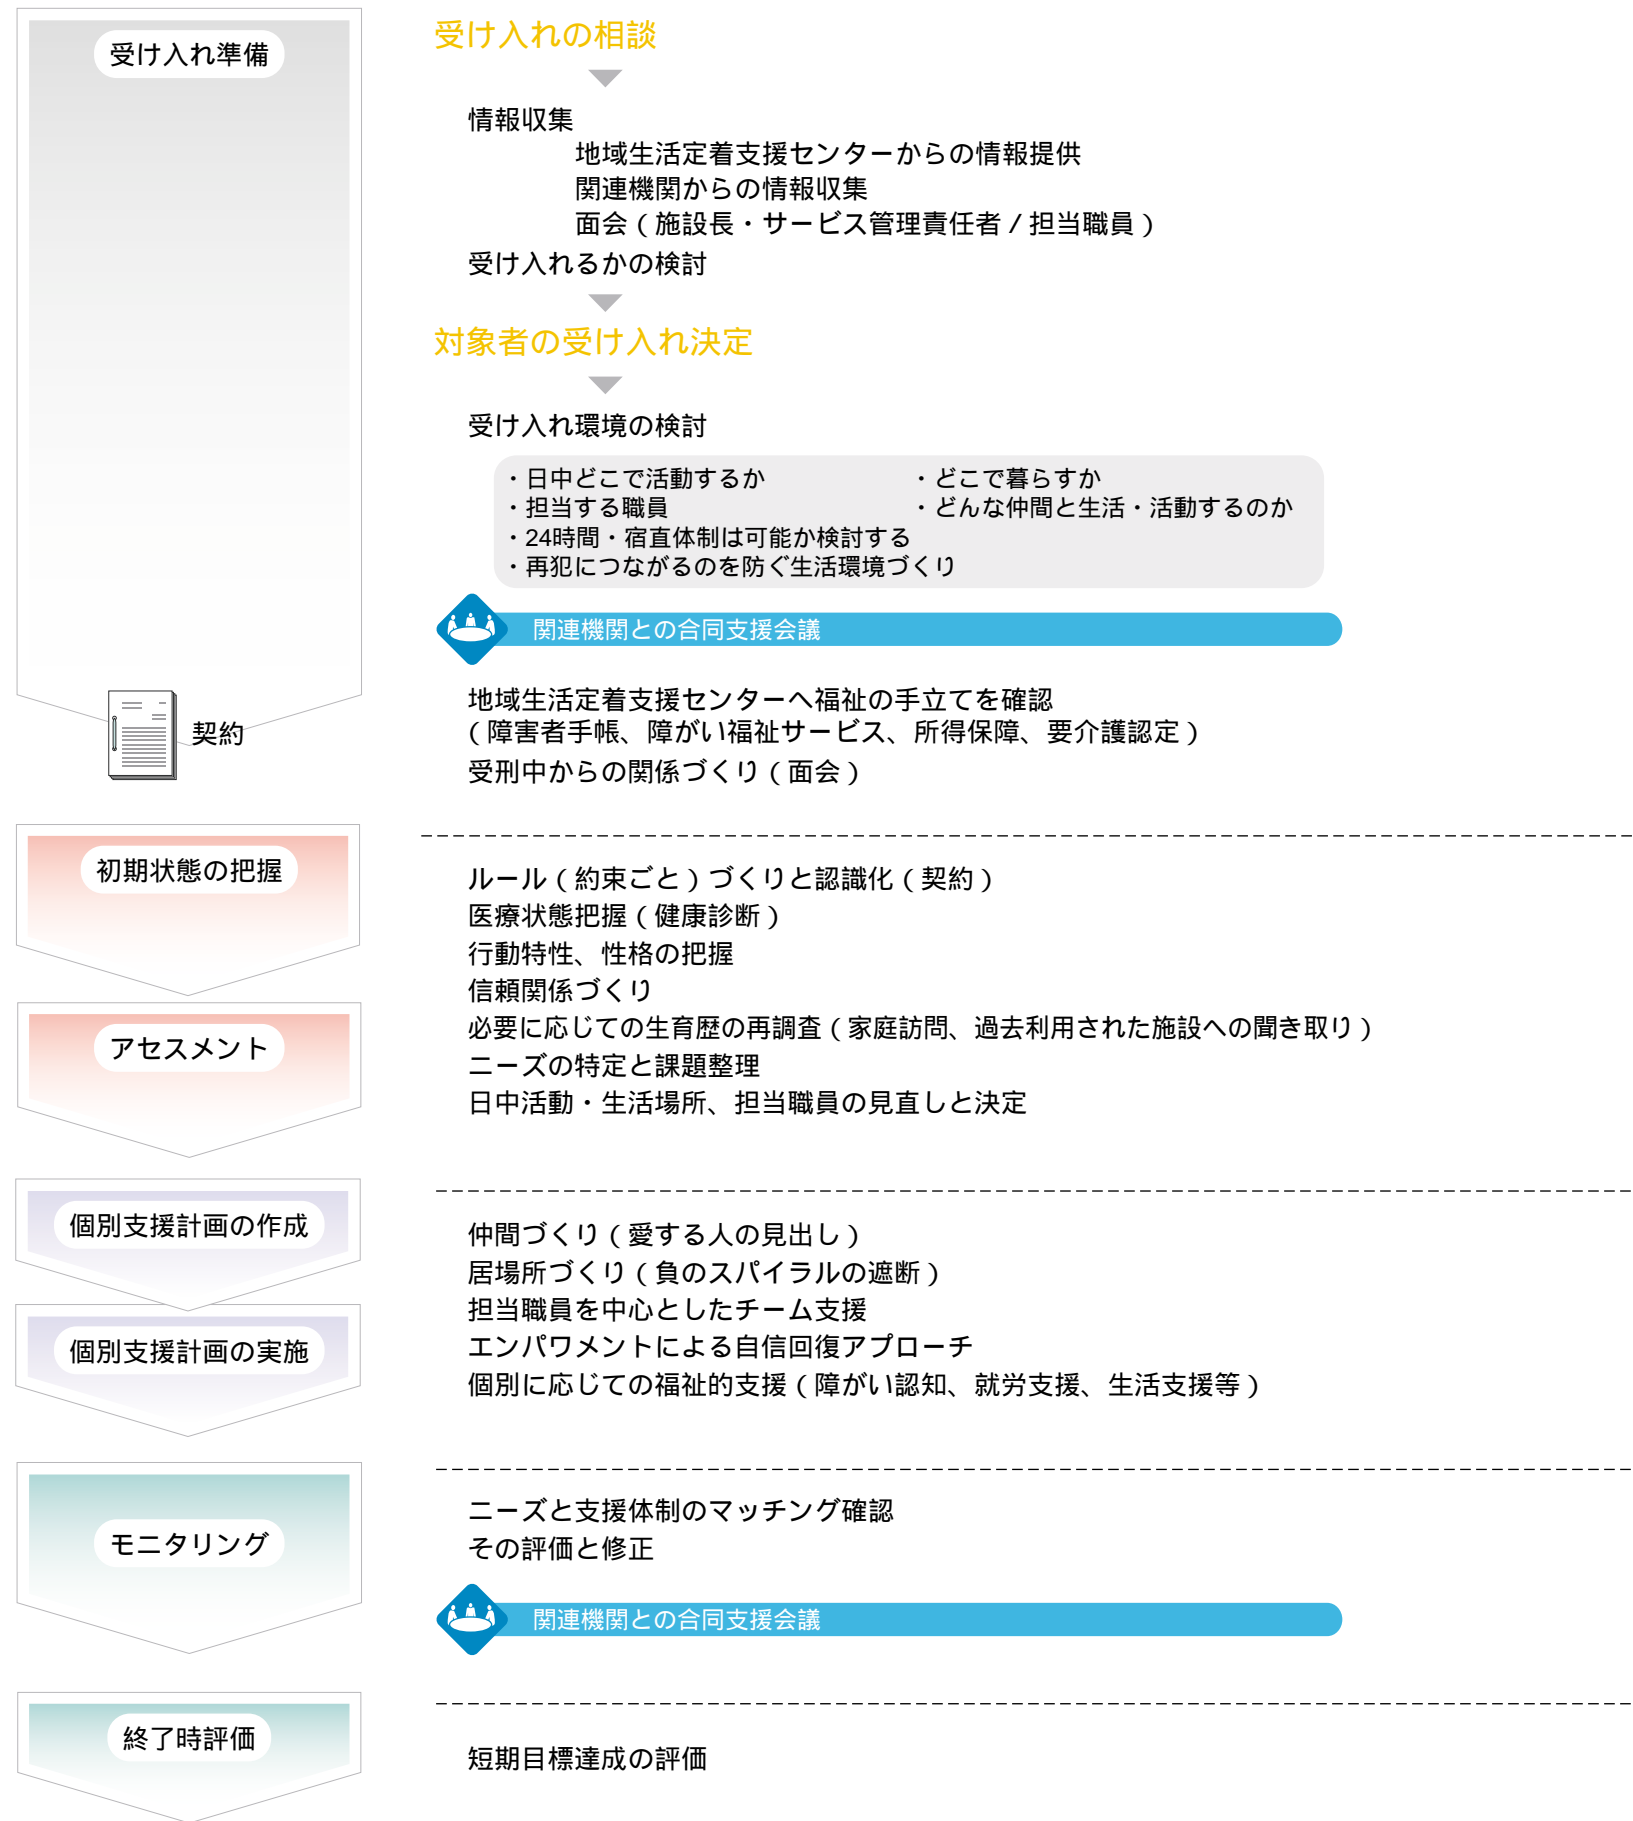 受け入れ準備
受け入れの相談
情報収集
地域生活定着支援センターからの情報提供
関連機関からの情報収集
面会（施設長・サービス管理責任者／担当職員）
受け入れるかの検討
対象者の受け入れ決定
受け入れ環境の検討
・日中どこで活動するか
・どこで暮らすか
・担当する職員
・どんな仲間と生活・活動するのか
・24時間・宿直体制は可能か検討する
・再犯につながるのを防ぐ生活環境づくり
関連機関との合同支援会議
地域生活定着支援センターへ福祉の手立てを確認
（障害者手帳、障がい福祉サービス、所得保障、要介護認定）
受刑中からの関係づくり（面会）
契約
初期状態の把握
ルール（約束ごと）づくりと認識化（契約）
医療状態把握（健康診断）
行動特性、性格の把握
信頼関係づくり
必要に応じての生育歴の再調査（家庭訪問、過去利用された施設への聞き取り）
ニーズの特定と課題整理
日中活動・生活場所、担当職員の見直しと決定
アセスメント
個別支援計画の作成
仲間づくり（愛する人の見出し）
居場所づくり（負のスパイラルの遮断）
担当職員を中心としたチーム支援
エンパワメントによる自信回復アプローチ
個別に応じての福祉的支援（障がい認知、就労支援、生活支援等）
個別支援計画の実施
モニタリング
ニーズと支援体制のマッチング確認
その評価と修正
関連機関との合同支援会議
終了時評価
短期目標達成の評価